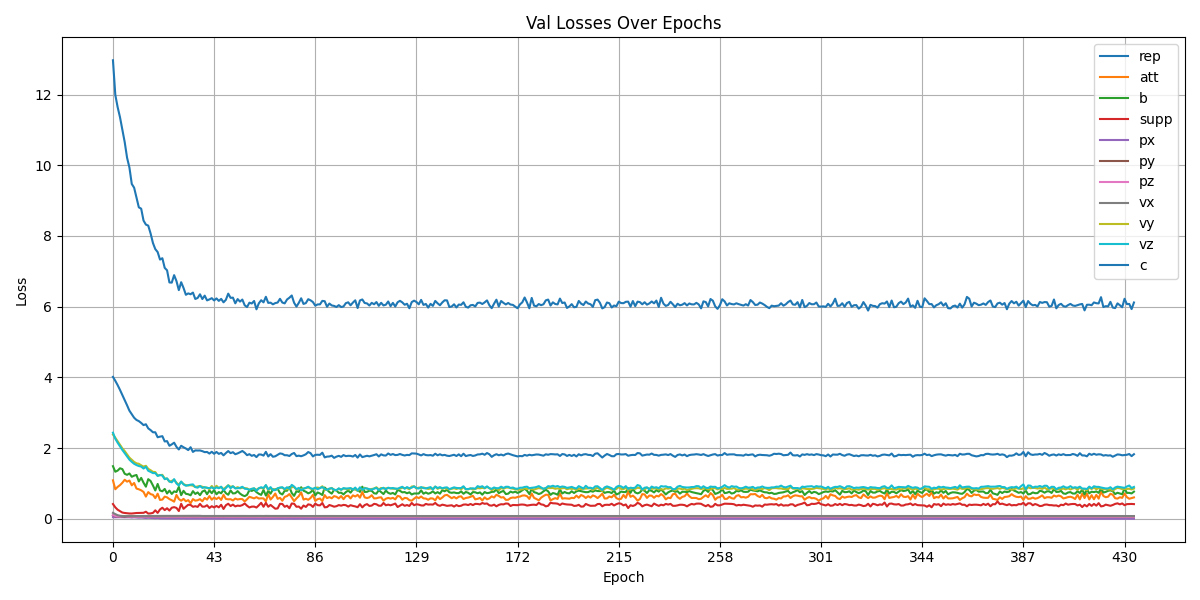 Val Losses Over Epochs
Loss
12
10
8
6
4
2
0
0 43 86 129 172 215 258 301 344 387 430
Epoch
rep
att
b
supp
px
py
pz
vx
vy
vz
c